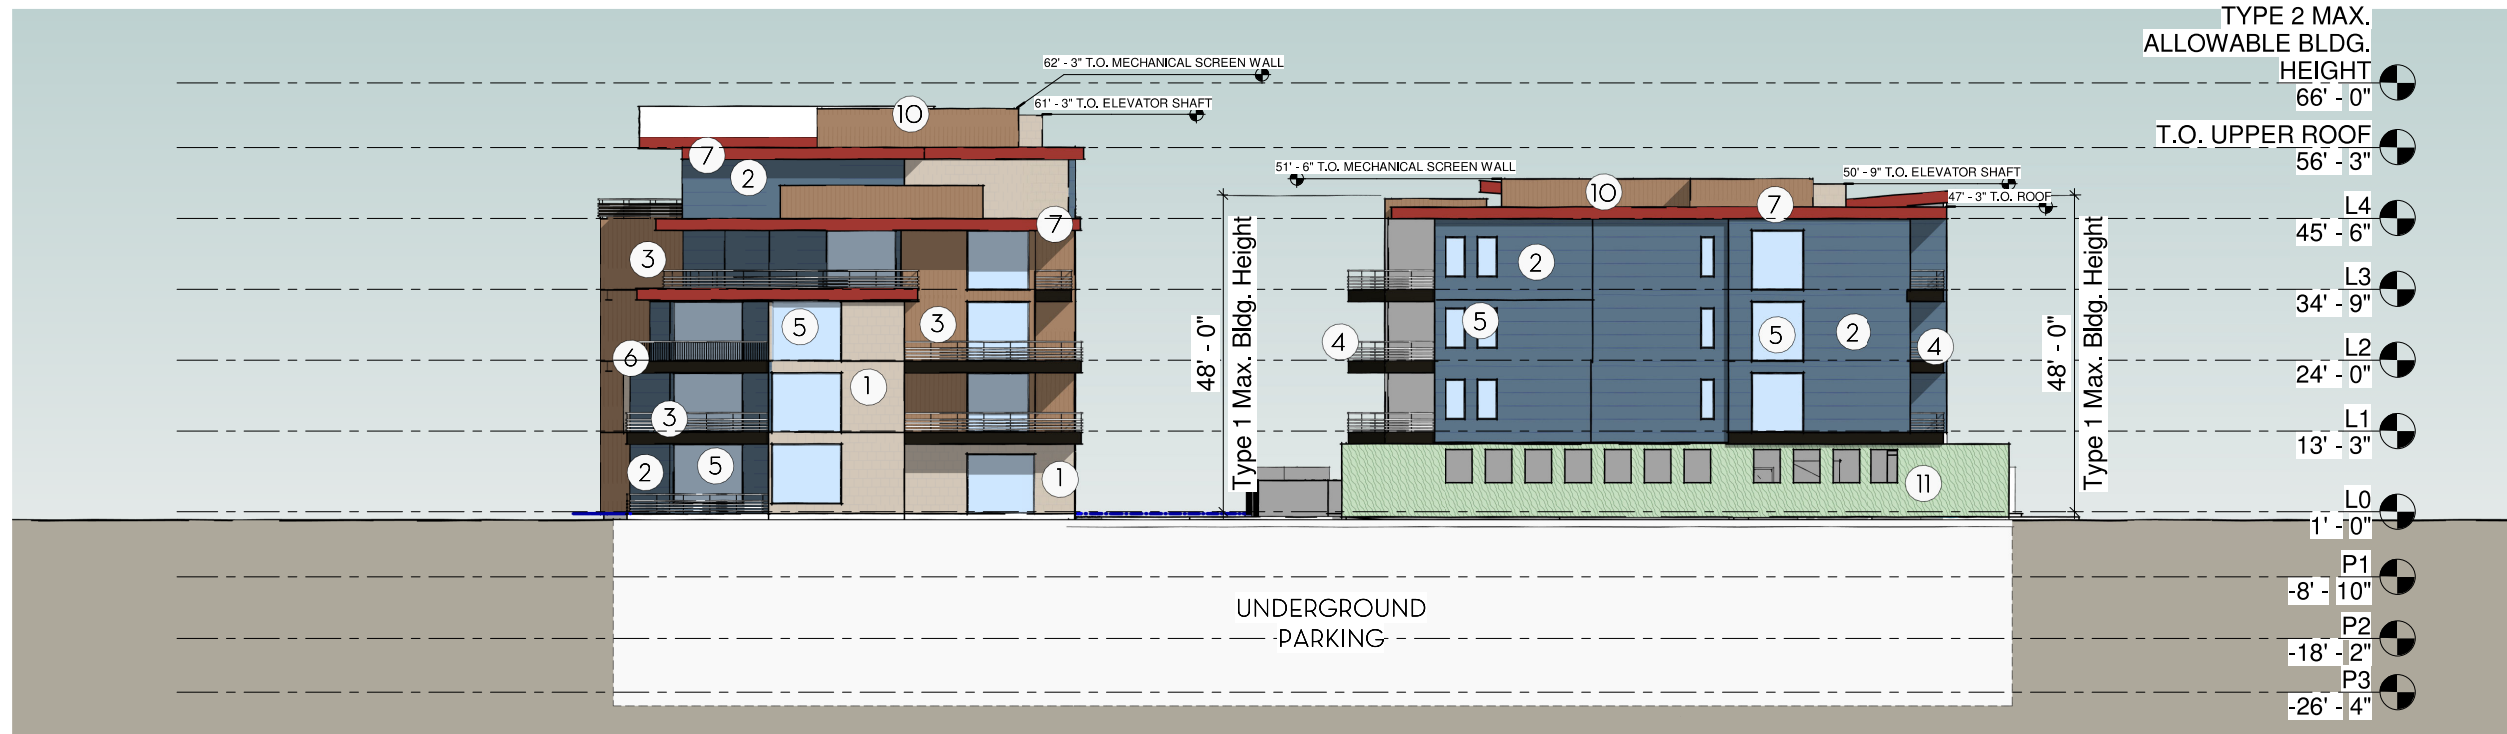 TYPE 2 MAX.
ALLOWABLE BLDG.
HEIGHT
66' - 0"
62' - 3" T.O. MECHANICAL SCREEN WALL
61' - 3" T.O. ELEVATOR SHAFT
10
T.O. UPPER ROOF
56' - 3"
7
2
51' - 6" T.O. MECHANICAL SCREEN WALL
50' - 9" T.O. ELEVATOR SHAFT
10
7
47' - 3" T.O. ROOF
L4
45' - 6"
7
3
2
L3
34' - 9"
5
3
5
5
2
4
4
48' - 0"
Type 1 Max. Bldg. Height
48' - 0"
Type 1 Max. Bldg. Height
L2
24' - 0"
6
1
3
L1
13' - 3"
2
5
1
11
L0
1' - 0"
P1
-8' - 10"
UNDERGROUND
PARKING
P2
-18' - 2"
P3
-26' - 4"